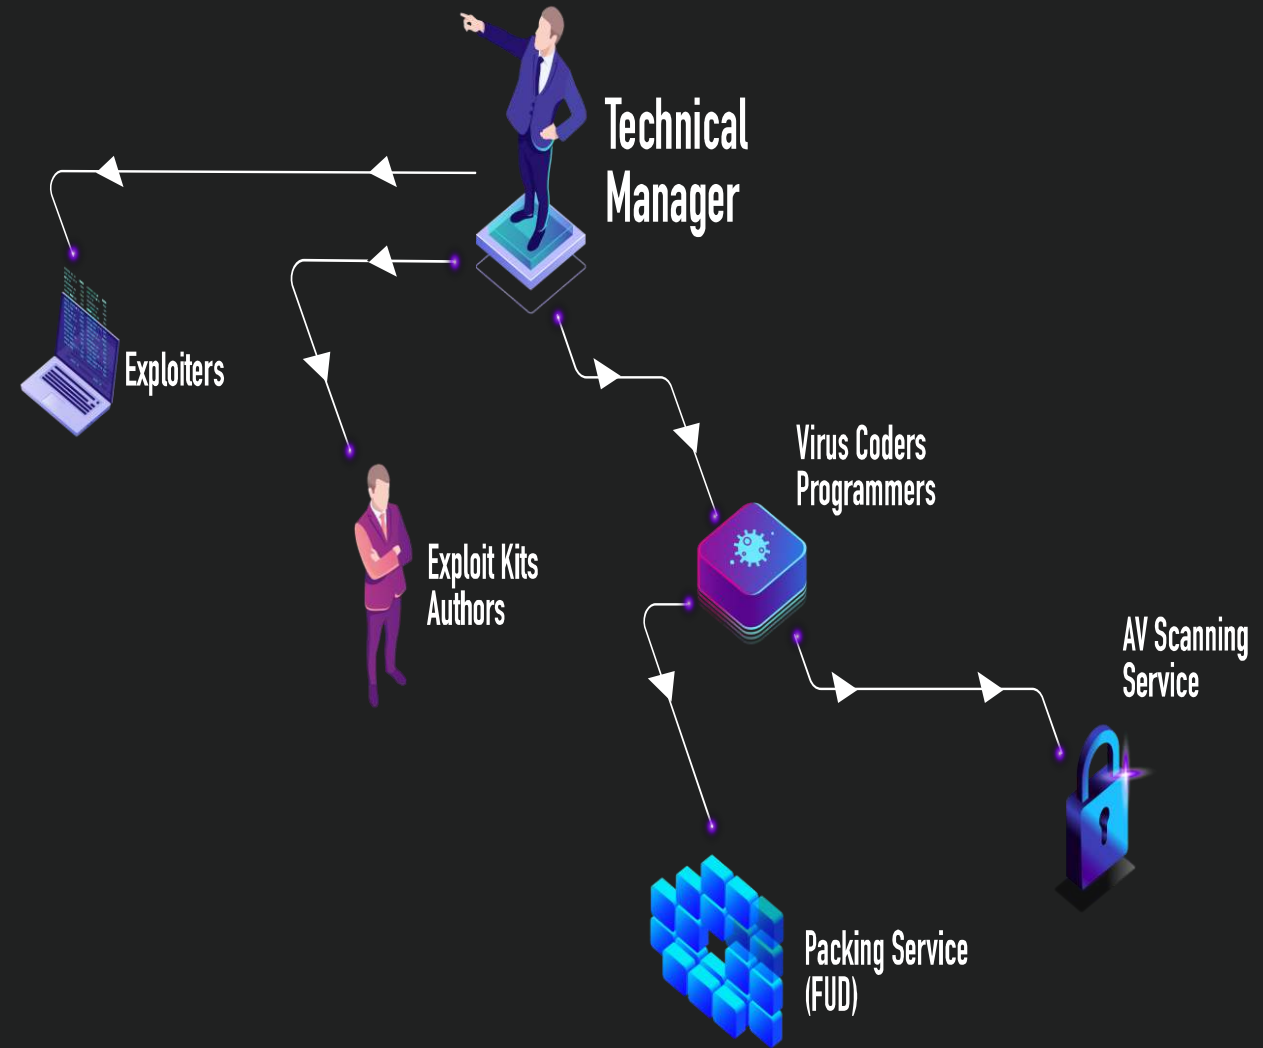 Technical
Manager
Exploiters
Virus Coders
Programmers
Exploit Kits
Authors
AV Scanning
Service
Packing Service
(FUD)